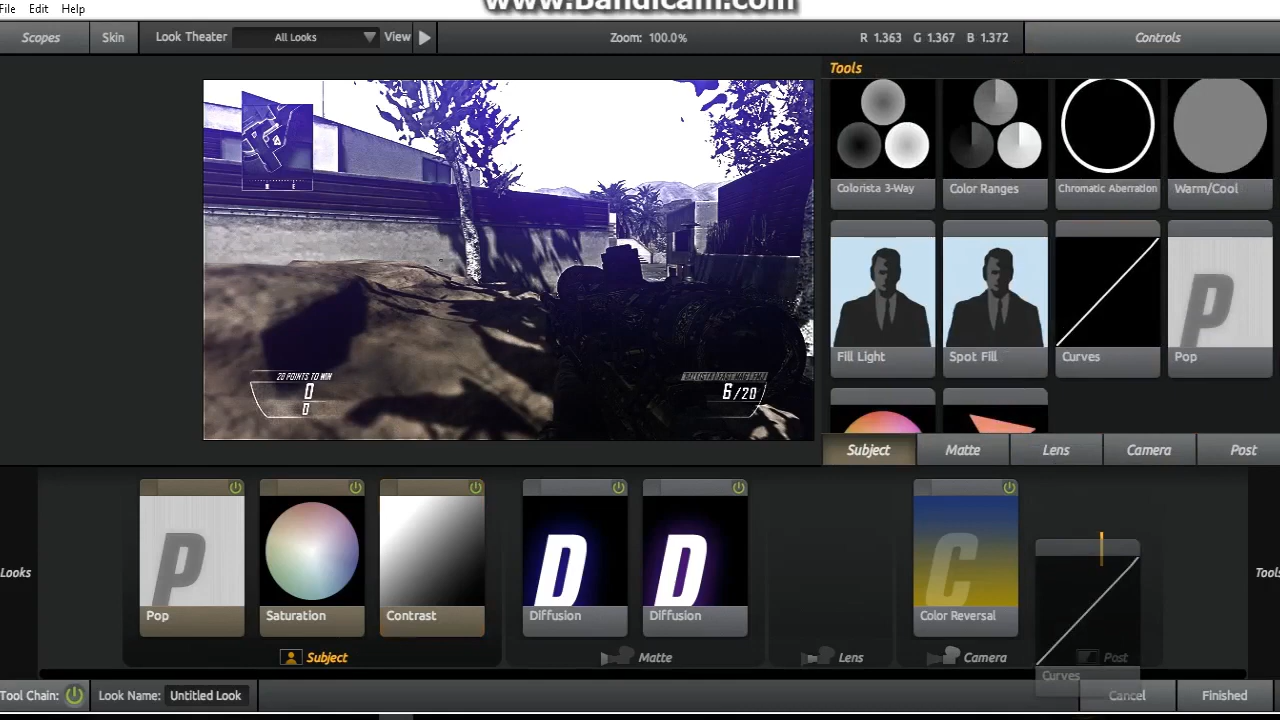 www.Bandicam.com
File Edit Help
Scopes Skin Look Theater All Looks View Zoom: 100.0% R 1.363 G 1.367 B 1.372 Controls
Tools
Colorista 3-Way Color Ranges Chromatic Aberration Warm/Cool
P
Fill Light Spot Fill Curves Pop
20 POINTS TO WIN
0
0
6/20
Subject Matte Lens Camera Post
P D D C
Looks Tools
Pop Saturation Contrast Diffusion Diffusion Color Reversal
Subject Matte Lens Camera Post
Curves
Tool Chain: Look Name: Untitled Look Cancel Finished